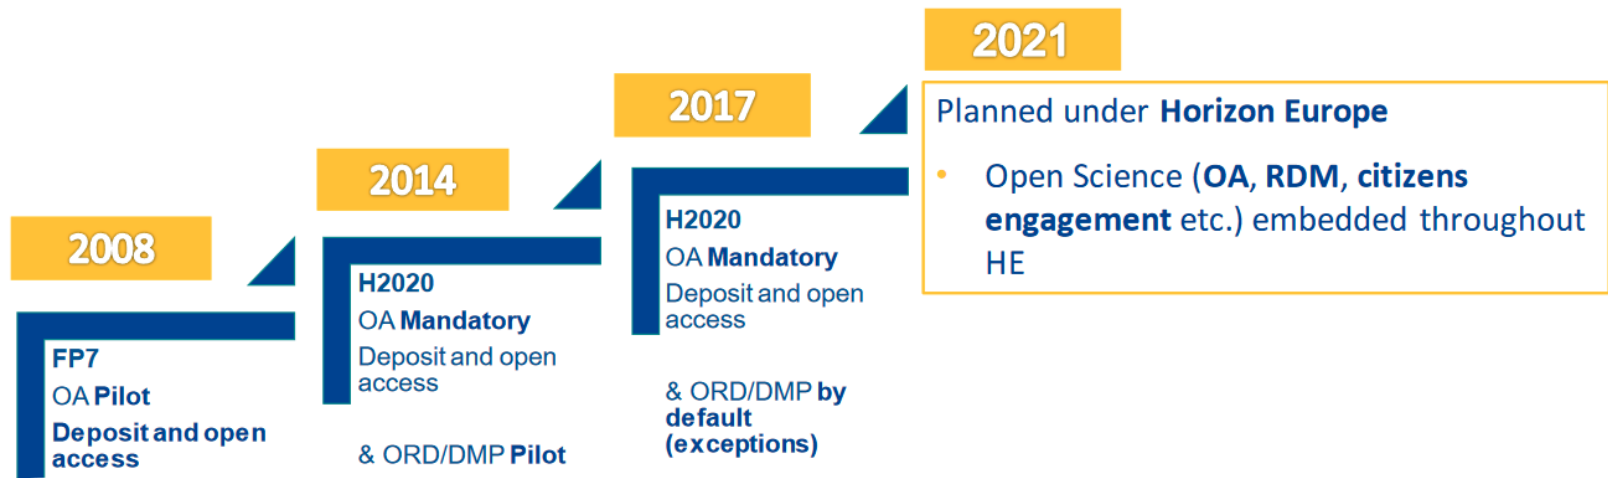 2008
FP7
OA Pilot
Deposit and open
access
2014
H2020
OA Mandatory
Deposit and open
access
& ORD/DMP Pilot
2017
H2020
OA Mandatory
Deposit and open
access
& ORD/DMP by
default
(exceptions)
2021
Planned under Horizon Europe
• Open Science (OA, RDM, citizens
engagement etc.) embedded throughout
HE